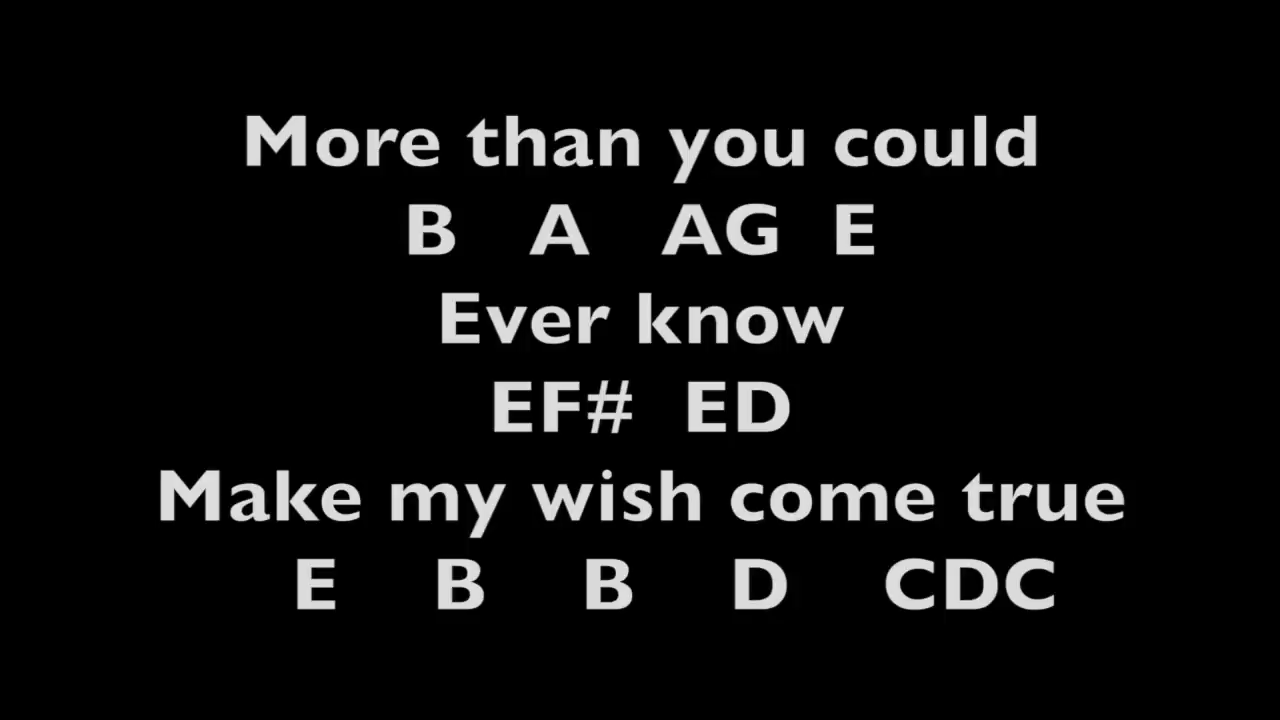 More than you could
B A AG E
Ever know
EF# ED
Make my wish come true
E B B D CDC